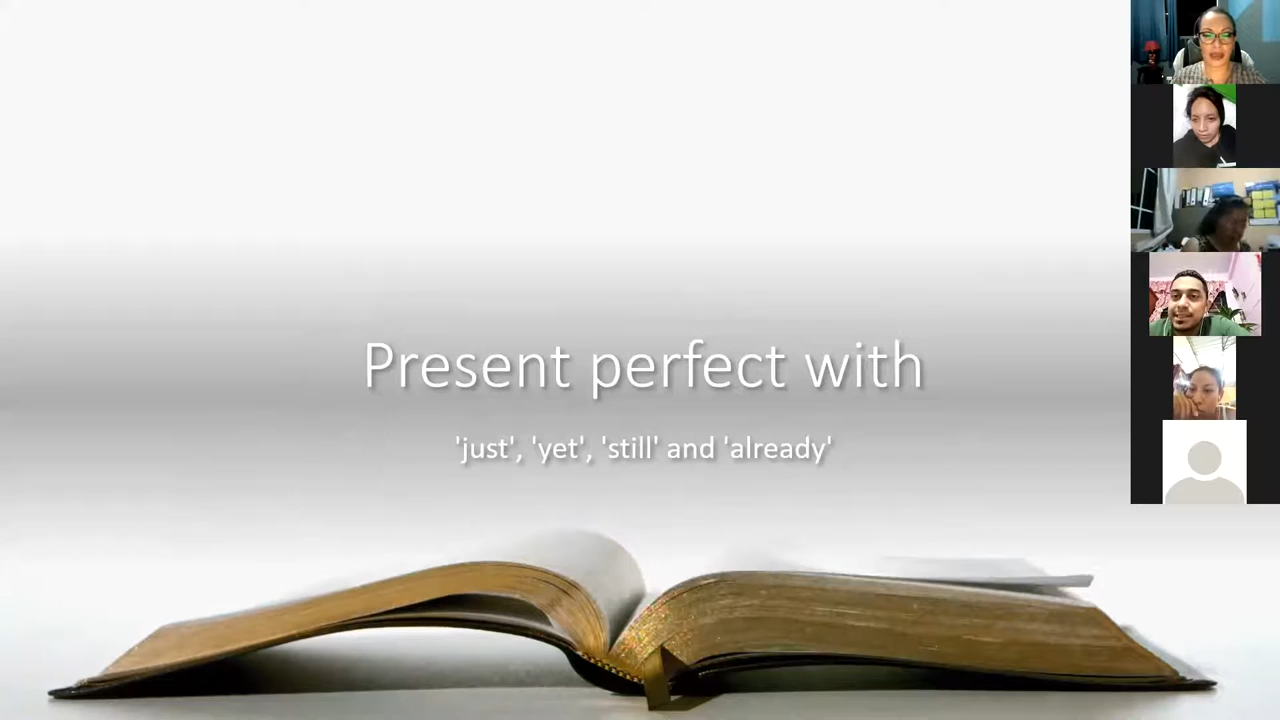 Present perfect with
'just', 'yet', 'still' and 'already'